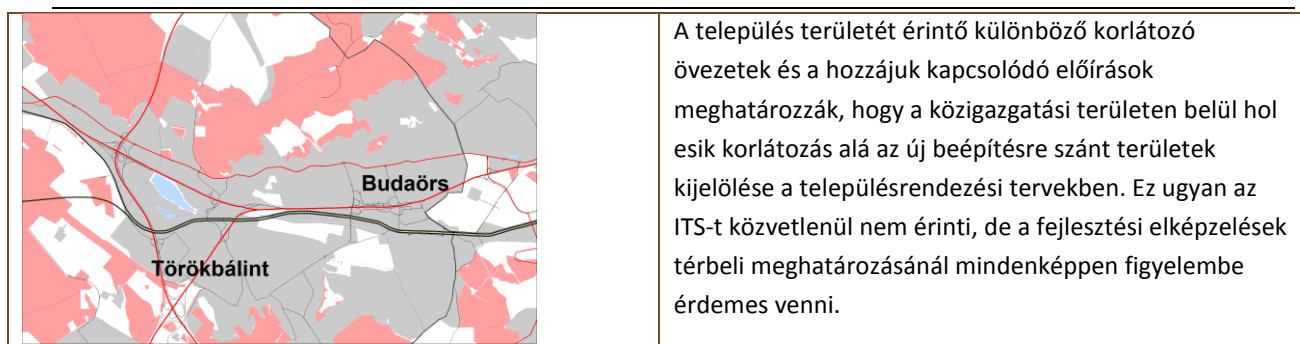 Budaörs
Törökbálint
A település területét érintő különböző korlátozó
övezetek és a hozzájuk kapcsolódó előírások
meghatározzák, hogy a közigazgatási területen belül hol
esik korlátozás alá az új beépítésre szánt területek
kijelölése a településrendezési tervekben. Ez ugyan az
ITS-t közvetlenül nem érinti, de a fejlesztési elképzelések
térbeli meghatározásánál mindenképpen figyelembe
érdemes venni.